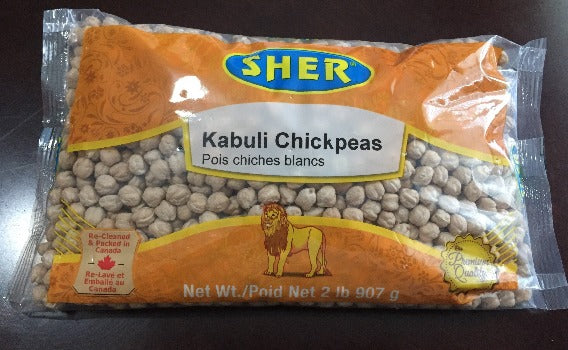 SHER
Kabuli Chickpeas
Pois chiches blancs
Re-Cleaned
& Packed in
Canada
Re-Lavé et
Emballé au
Canada
Premium
Quality
Net Wt./Poid Net 2 lb 907 g